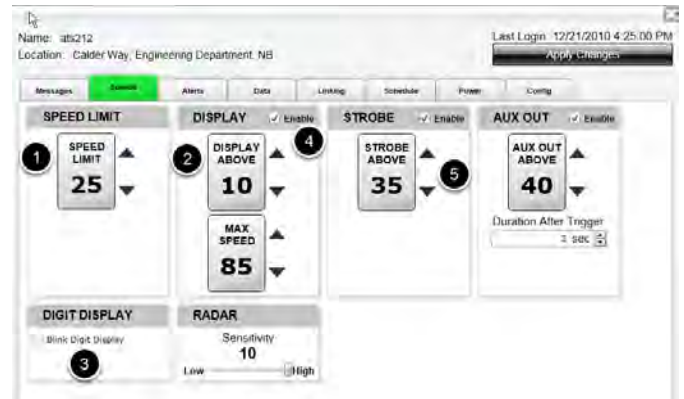 Name: ats212
Last Login: 12/21/2010 4:25:00 PM
Location: Calder Way, Engineering Department, NB
Apply Changes
Messages
Alerts
Data
Linking
Schedule
Power
Config
SPEED LIMIT
DISPLAY
Enable
STROBE
Enable
AUX OUT
Enable
1
SPEED
LIMIT
25
2
DISPLAY
ABOVE
10
4
STROBE
ABOVE
35
5
AUX OUT
ABOVE
40
MAX
SPEED
85
Duration After Trigger
sec
DIGIT DISPLAY
Blink Digit Display
3
RADAR
Sensitivity
10
Low
High